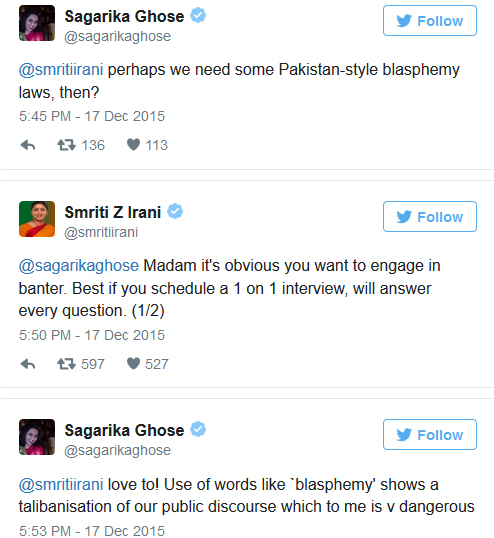 Sagarika Ghose
@sagarikaghose
Follow
@smritiirani perhaps we need some Pakistan-style blasphemy
laws, then?
5:45 PM - 17 Dec 2015
136 113
Smriti Z Irani
@smritiirani
Follow
@sagarikaghose Madam it's obvious you want to engage in
banter. Best if you schedule a 1 on 1 interview, will answer
every question. (1/2)
5:50 PM - 17 Dec 2015
597 527
Sagarika Ghose
@sagarikaghose
Follow
@smritiirani love to! Use of words like `blasphemy' shows a
talibanisation of our public discourse which to me is v dangerous
5:53 PM - 17 Dec 2015